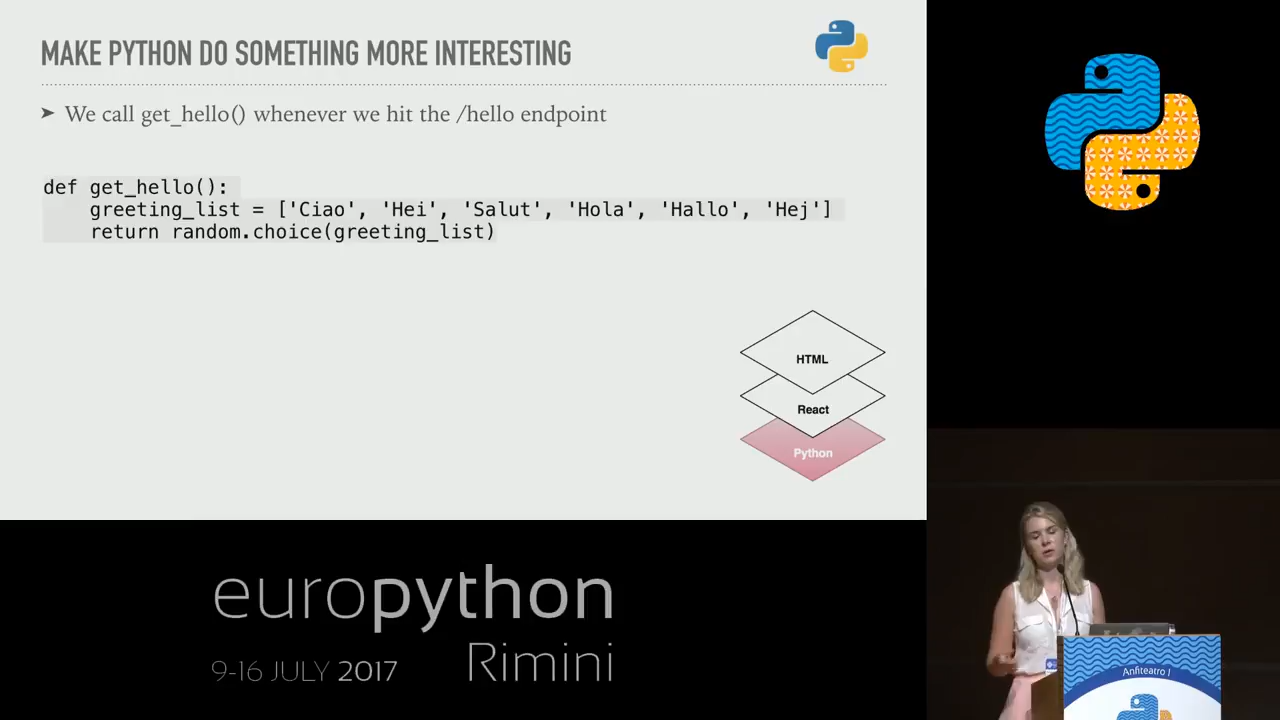 MAKE PYTHON DO SOMETHING MORE INTERESTING
➤ We call get_hello() whenever we hit the /hello endpoint
def get_hello():
    greeting_list = ['Ciao', 'Hei', 'Salut', 'Hola', 'Hallo', 'Hej']
    return random.choice(greeting_list)
HTML
React
Python
europython
9-16 JULY 2017 Rimini
Anfiteatro I